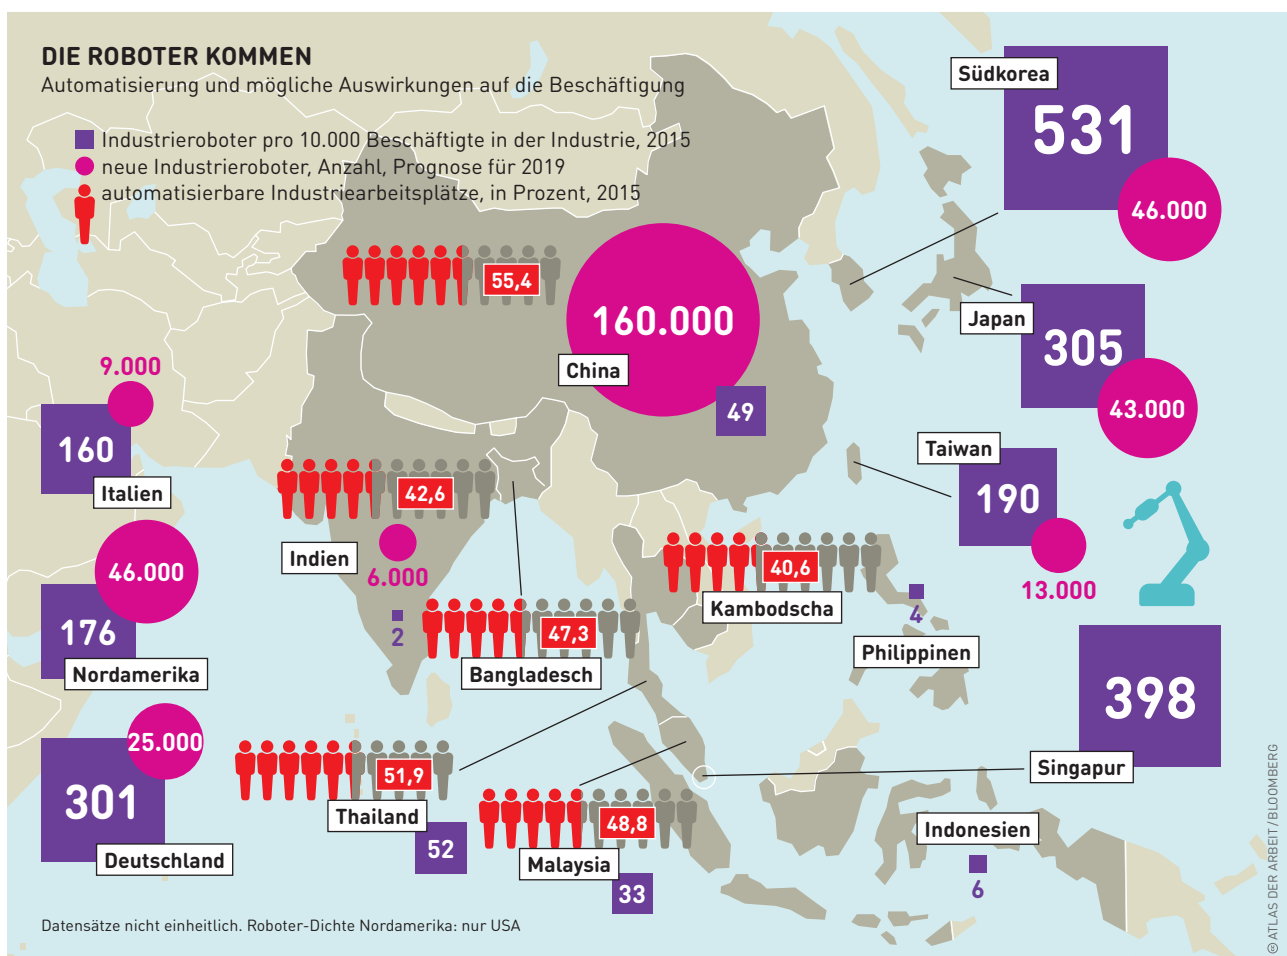 DIE ROBOTER KOMMEN
Automatisierung und mögliche Auswirkungen auf die Beschäftigung
Industrieroboter pro 10.000 Beschäftigte in der Industrie, 2015
neue Industrieroboter, Anzahl, Prognose für 2019
automatisierbare Industriearbeitsplätze, in Prozent, 2015
Südkorea
531
46.000
55,4
160.000
China
49
Japan
305
43.000
9.000
160
Italien
Taiwan
190
13.000
42,6
Indien
6.000
2
46.000
176
Nordamerika
40,6
Kambodscha
4
Philippinen
47,3
Bangladesch
398
Singapur
25.000
301
Deutschland
51,9
Thailand
52
48,8
Malaysia
33
Indonesien
6
Datensätze nicht einheitlich. Roboter-Dichte Nordamerika: nur USA
ATLAS DER ARBEIT / BLOOMBERG